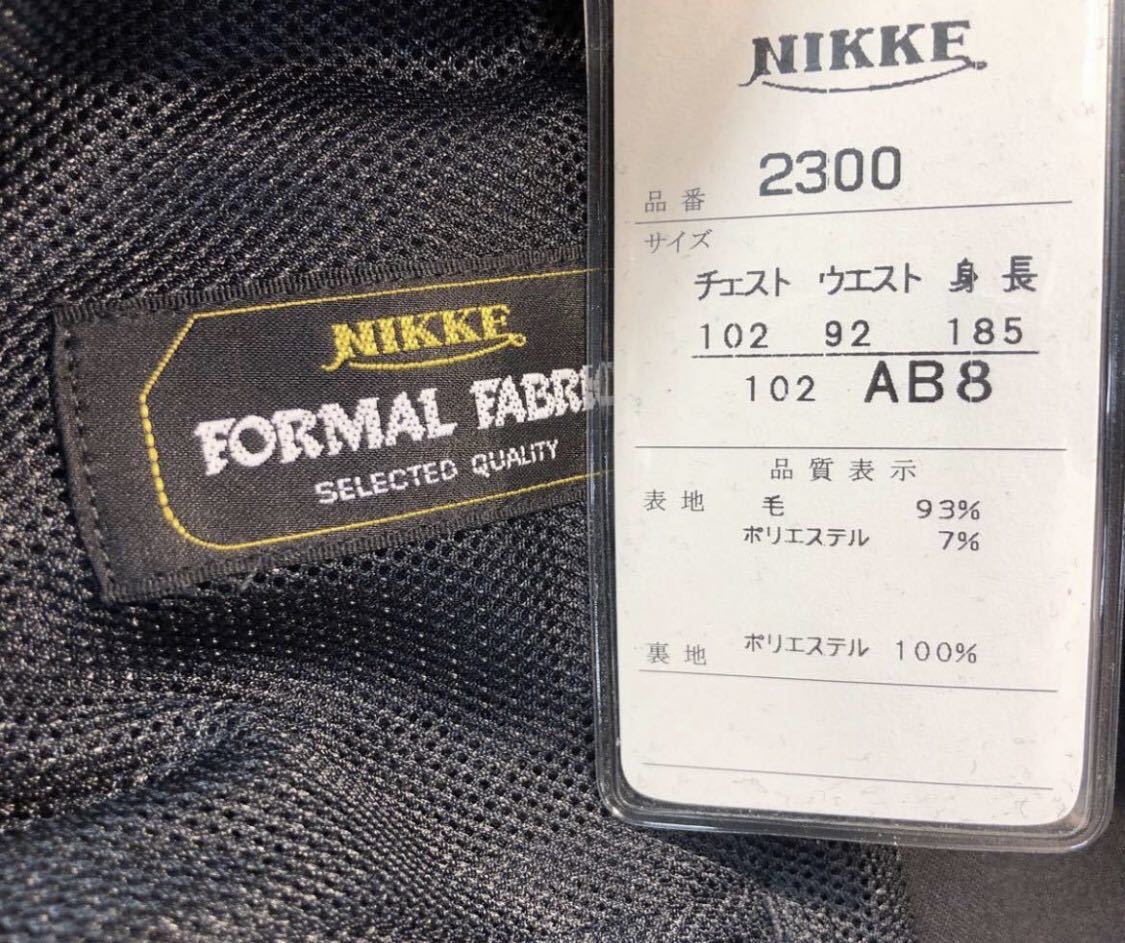 NIKKE
FORMAL FABRIC
SELECTED QUALITY
NIKKE
品番 2300
サイズ
チェスト ウエスト 身長
102 92 185
102 AB8
品質表示
表地 毛 93%
ポリエステル 7%
裏地 ポリエステル 100%